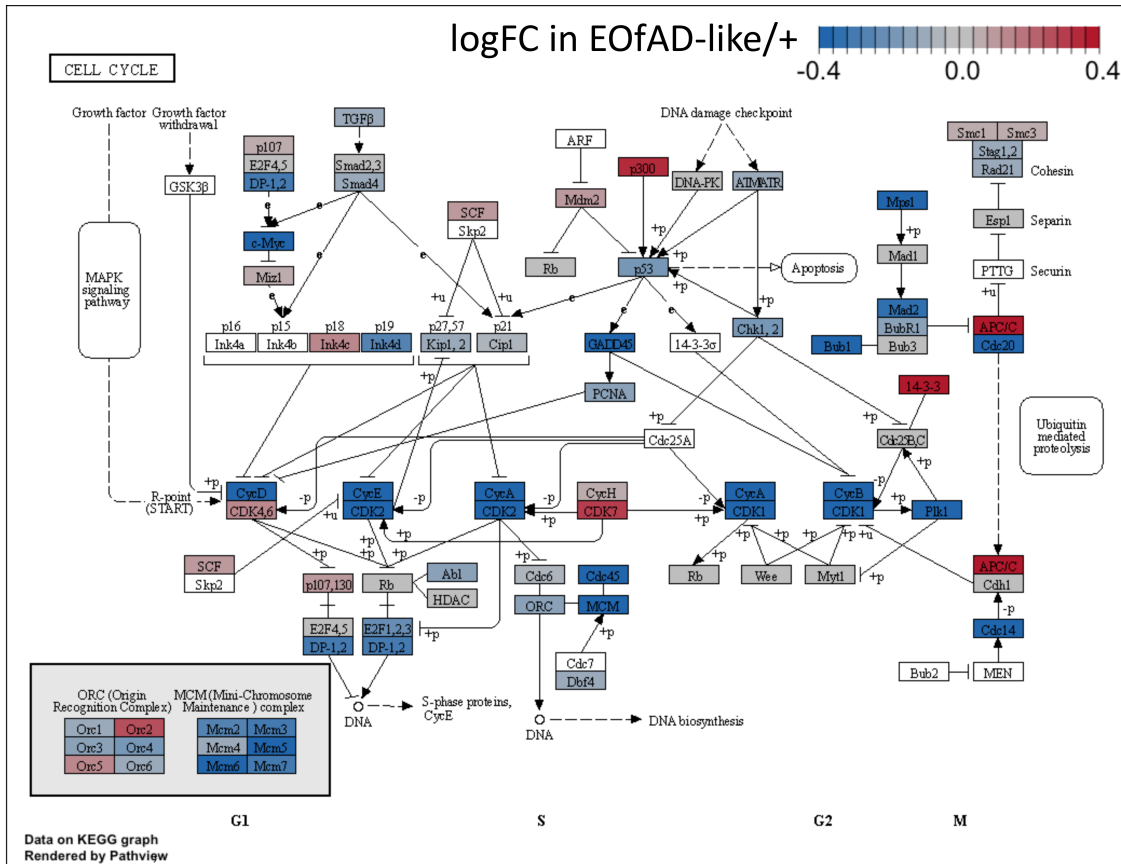 logFC in EOfAD-like/+
-0.4 0.0 0.4
CELL CYCLE
Growth factor
Growth factor
withdrawal
GSK3β
MAPK
signaling
pathway
R-point
(START)
p107
E2F4,5
DP-1,2
e
c-Myc
Miz1
e
TGFβ
Smad2,3
Smad4
e
e
e
SCF
Skp2
+u
+u
ARF
Mdm2
Rb
p300
DNA damage checkpoint
DNA-PK
ATM/ATR
+p
+p
p53
+p
+p
Apoptosis
e
e
e
p16 p15 p18 p19
Ink4a Ink4b Ink4c Ink4d
p27,57 p21
Kip1, 2 Cip1
+p
GADD45
14-3-3σ
Chk1, 2
PCNA
+p
+p
Cdc25A
Mps1
+p
Mad1
Mad2
BubR1
Bub3
Bub1
Smc1 Smc3
Stag1,2
Rad21
Cohesin
Esp1
Separin
PTTG
Securin
+u
APC/C
Cdc20
14-3-3
Cdc25B,C
-p
+p
Ubiquitin
mediated
proteolysis
+p
CycD
CDK4,6
-p
CycE
CDK2
-p
CycA
CDK2
-p
+p
CycH
CDK7
-p
+p
CycA
CDK1
CycB
CDK1
+p
Plk1
+u
+p
+p
+p
+p
+p
+p
+p
+p
+u
+p
SCF
Skp2
p107,130
Rb
Abl
HDAC
E2F4,5
DP-1,2
E2F1,2,3
DP-1,2
+p
Cdc6
ORC
Cdc45
MCM
+p
Cdc7
Dbf4
Rb
Wee
Myt1
APC/C
Cdh1
-p
Cdc14
Bub2
MEN
DNA
S-phase proteins,
CycE
DNA
DNA biosynthesis
ORC (Origin
Recognition Complex)
Orc1 Orc2
Orc3 Orc4
Orc5 Orc6
MCM (Mini-Chromosome
Maintenance ) complex
Mcm2 Mcm3
Mcm4 Mcm5
Mcm6 Mcm7
G1 S G2 M
Data on KEGG graph
Rendered by Pathview